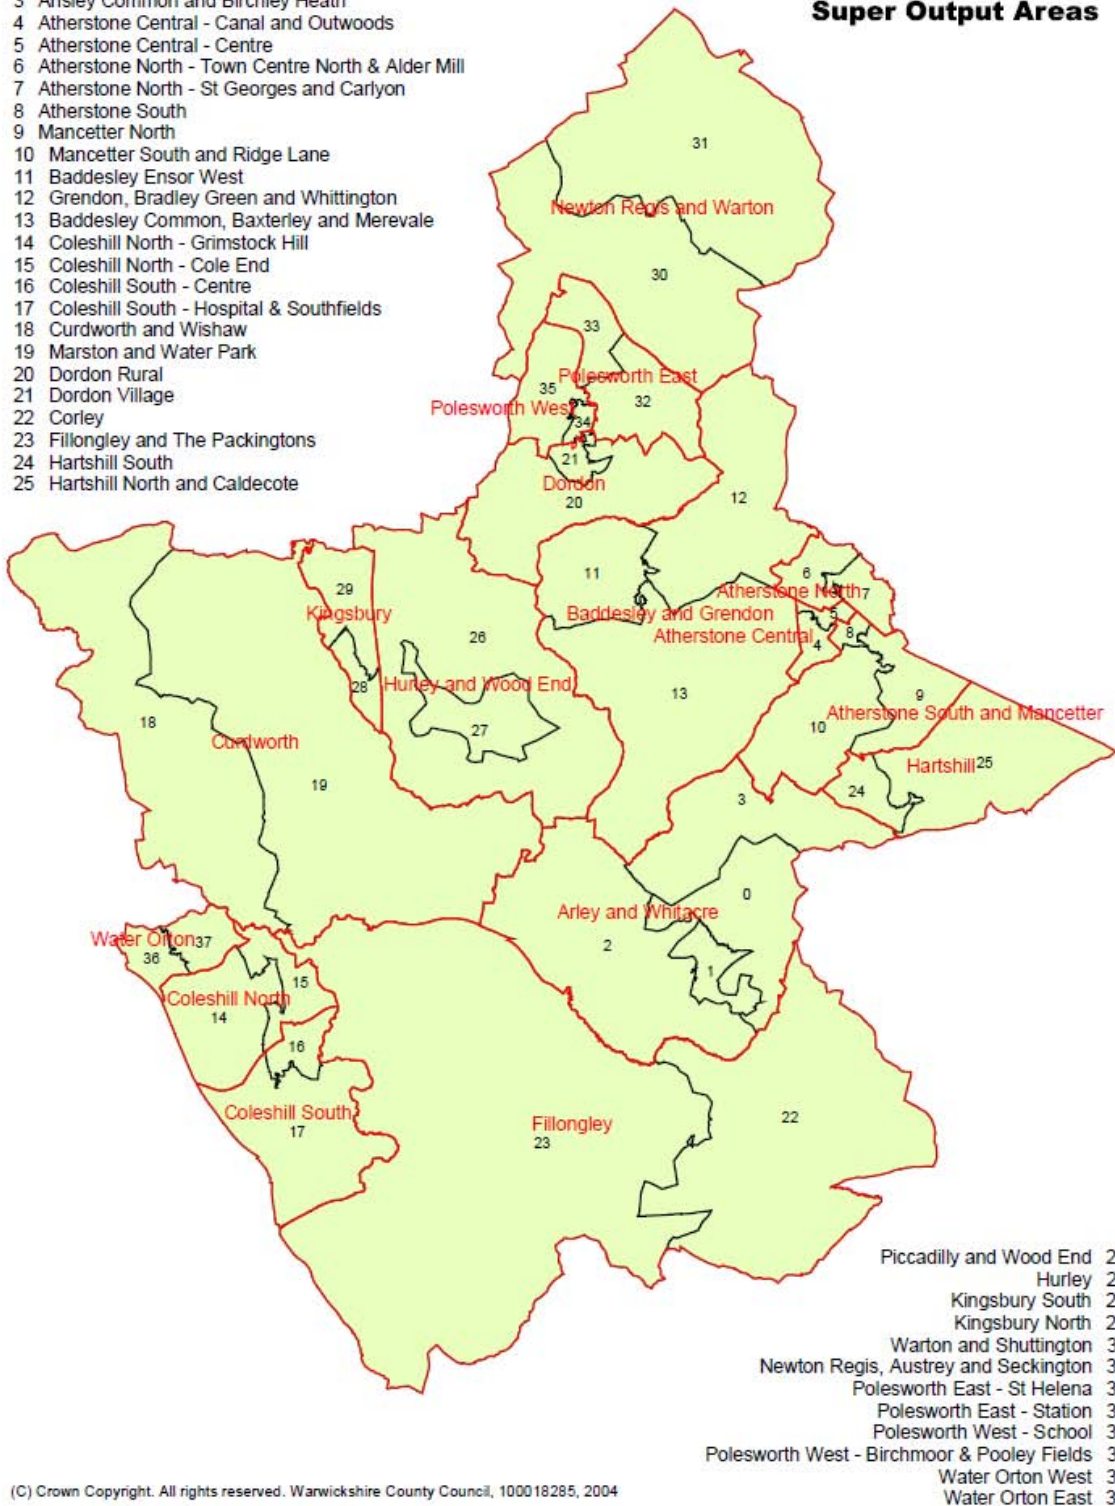 Super Output Areas
3 Ansley Common and Birchley Heath
4 Atherstone Central - Canal and Outwoods
5 Atherstone Central - Centre
6 Atherstone North - Town Centre North & Alder Mill
7 Atherstone North - St Georges and Carlyon
8 Atherstone South
9 Mancetter North
10 Mancetter South and Ridge Lane
11 Baddesley Ensor West
12 Grendon, Bradley Green and Whittington
13 Baddesley Common, Baxterley and Merevale
14 Coleshill North - Grimstock Hill
15 Coleshill North - Cole End
16 Coleshill South - Centre
17 Coleshill South - Hospital & Southfields
18 Curdworth and Wishaw
19 Marston and Water Park
20 Dordon Rural
21 Dordon Village
22 Corley
23 Fillongley and The Packingtons
24 Hartshill South
25 Hartshill North and Caldecote
31
Newton Regis and Warton
30
33
Polesworth East
35
32
Polesworth West
34
21
Dordon
20
12
11
6
Atherstone North
7
29
Kingsbury
Baddesley and Grendon
5
26
Atherstone Central
8
4
28
Hurley and Wood End
13
9
18
27
10
Atherstone South and Mancetter
Curdworth
Hartshill
25
19
3
24
0
Arley and Whitacre
2
1
Water Orton
37
36
15
Coleshill North
14
16
Coleshill South
17
Fillongley
23
22
Piccadilly and Wood End 2
Hurley 2
Kingsbury South 2
Kingsbury North 2
Warton and Shuttington 3
Newton Regis, Austrey and Seckington 3
Polesworth East - St Helena 3
Polesworth East - Station 3
Polesworth West - School 3
Polesworth West - Birchmoor & Pooley Fields 3
Water Orton West 3
Water Orton East 3
(C) Crown Copyright. All rights reserved. Warwickshire County Council, 100018285, 2004